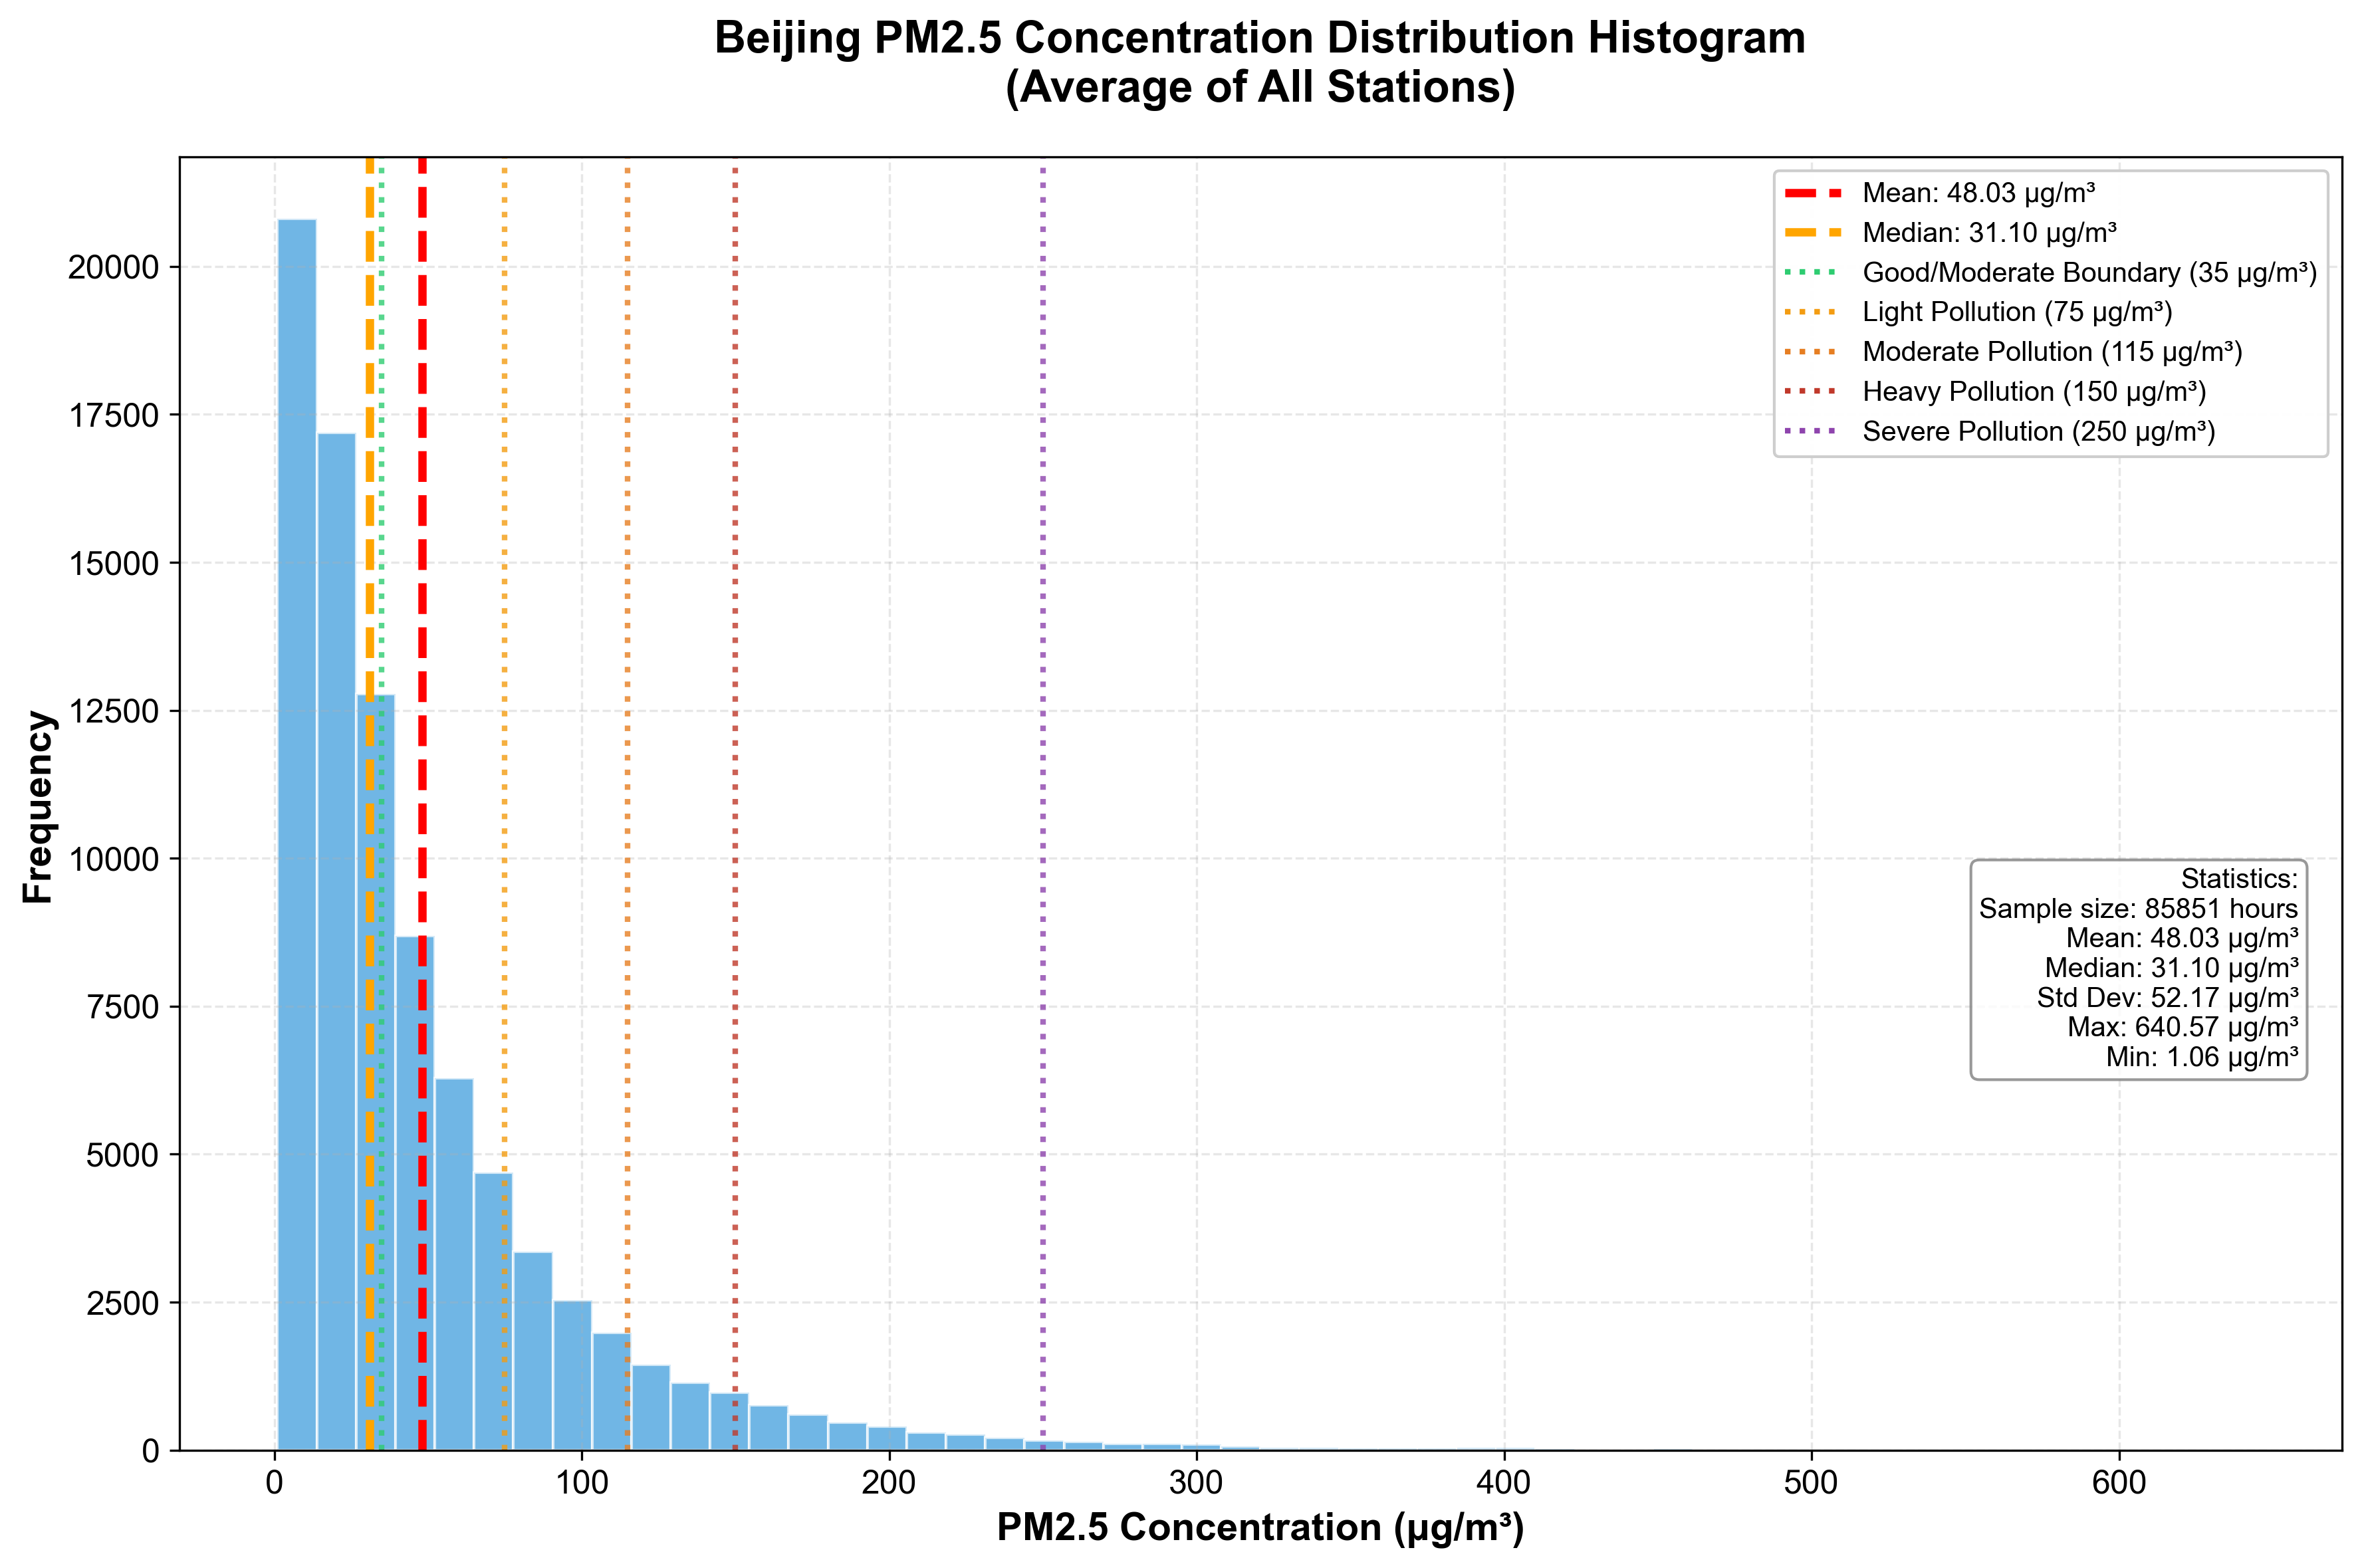 Beijing PM2.5 Concentration Distribution Histogram
(Average of All Stations)
Mean: 48.03 μg/m³
Median: 31.10 μg/m³
Good/Moderate Boundary (35 μg/m³)
Light Pollution (75 μg/m³)
Moderate Pollution (115 μg/m³)
Heavy Pollution (150 μg/m³)
Severe Pollution (250 μg/m³)
Statistics:
Sample size: 85851 hours
Mean: 48.03 μg/m³
Median: 31.10 μg/m³
Std Dev: 52.17 μg/m³
Max: 640.57 μg/m³
Min: 1.06 μg/m³
Frequency
20000
17500
15000
12500
10000
7500
5000
2500
0
0 100 200 300 400 500 600
PM2.5 Concentration (μg/m³)